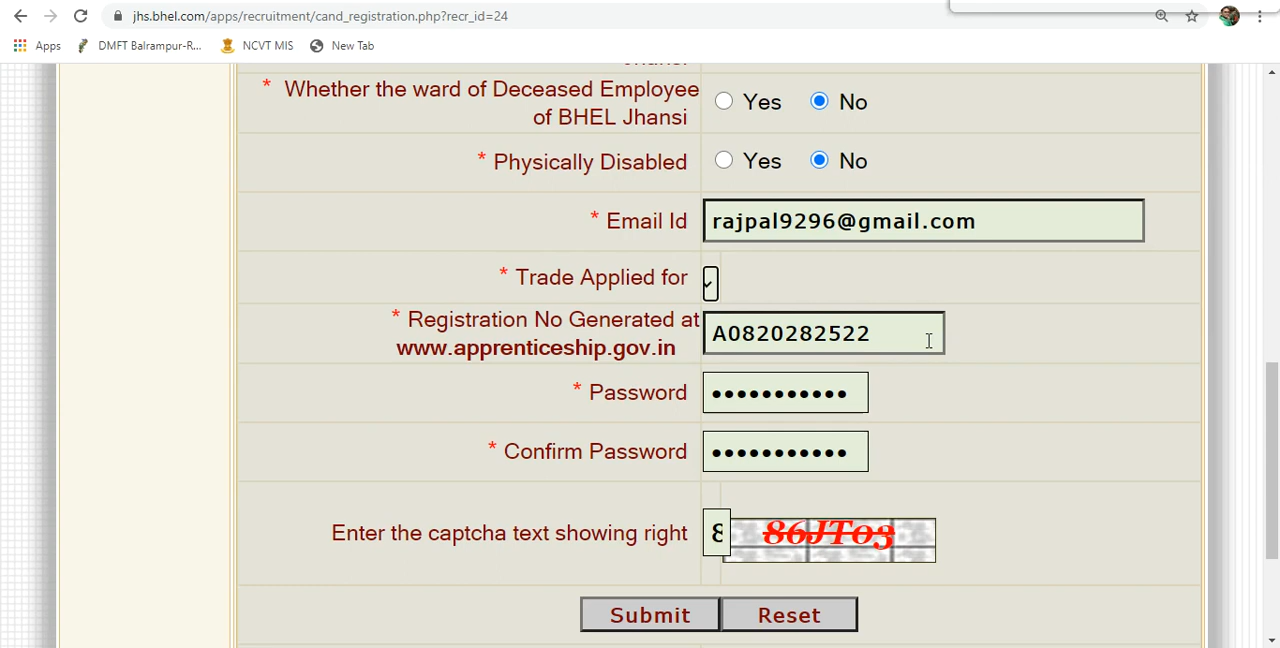 jhs.bhel.com/apps/recruitment/cand_registration.php?recr_id=24
Apps DMFT Balrampur-R... NCVT MIS New Tab
* Whether the ward of Deceased Employee
of BHEL Jhansi
Yes No
* Physically Disabled
Yes No
* Email Id
rajpal9296@gmail.com
* Trade Applied for
* Registration No Generated at
www.apprenticeship.gov.in
A0820282522
* Password
•••••••••••
* Confirm Password
•••••••••••
Enter the captcha text showing right
8
86JT03
Submit Reset